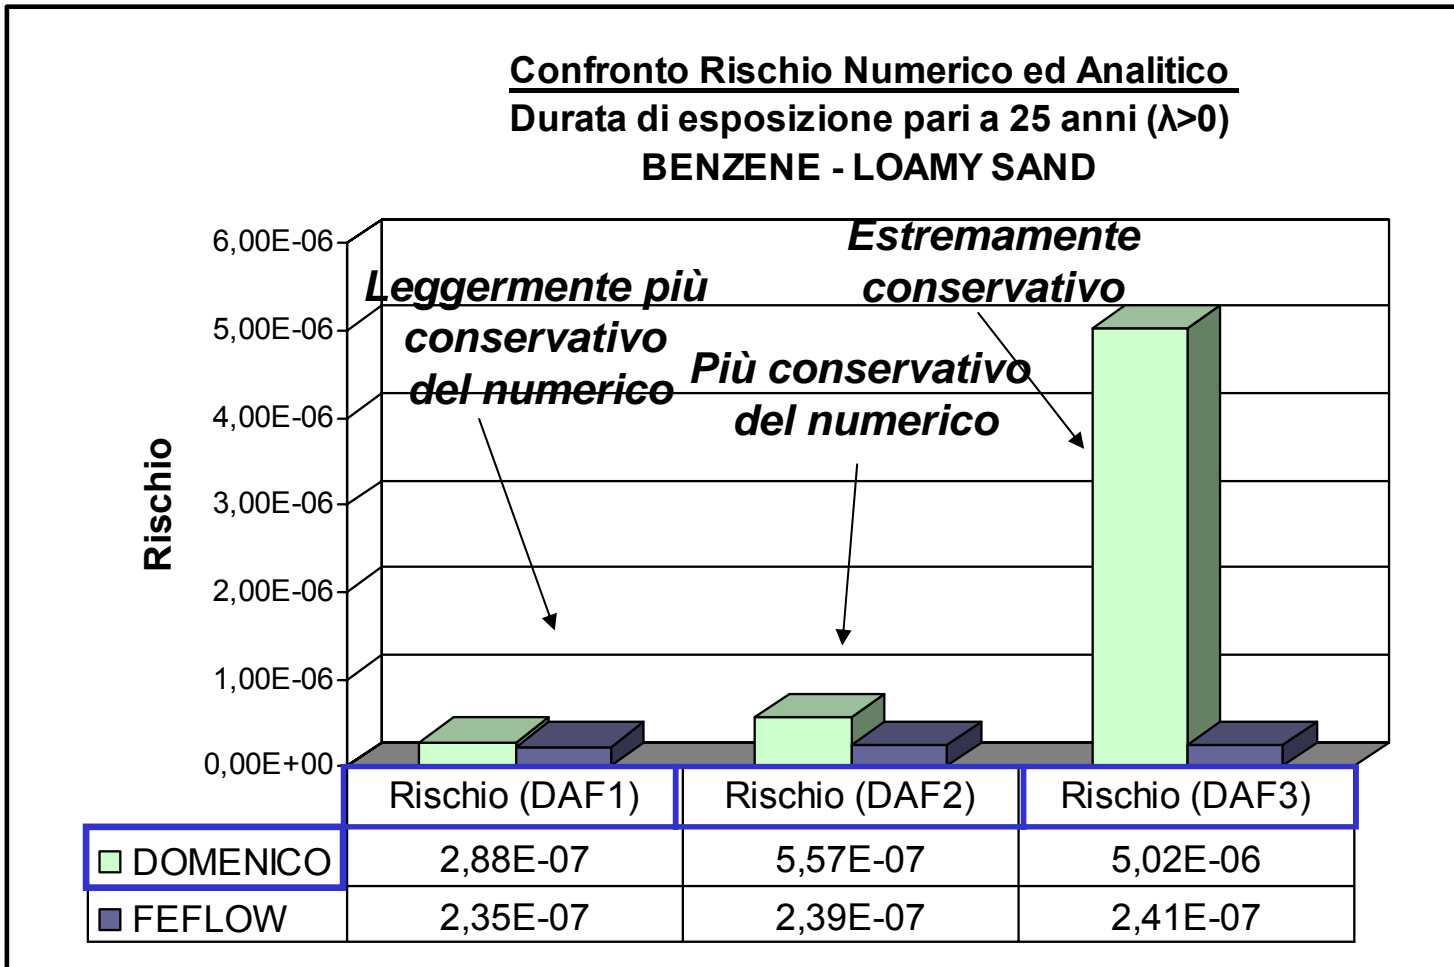 Confronto Rischio Numerico ed Analitico
Durata di esposizione pari a 25 anni (λ>0)
BENZENE - LOAMY SAND
Rischio
6,00E-06
5,00E-06
4,00E-06
3,00E-06
2,00E-06
1,00E-06
0,00E+00
Leggermente più
conservativo
del numerico
Più conservativo
del numerico
Estremamente
conservativo
Rischio (DAF1) Rischio (DAF2) Rischio (DAF3)
DOMENICO 2,88E-07 5,57E-07 5,02E-06
FEFLOW 2,35E-07 2,39E-07 2,41E-07